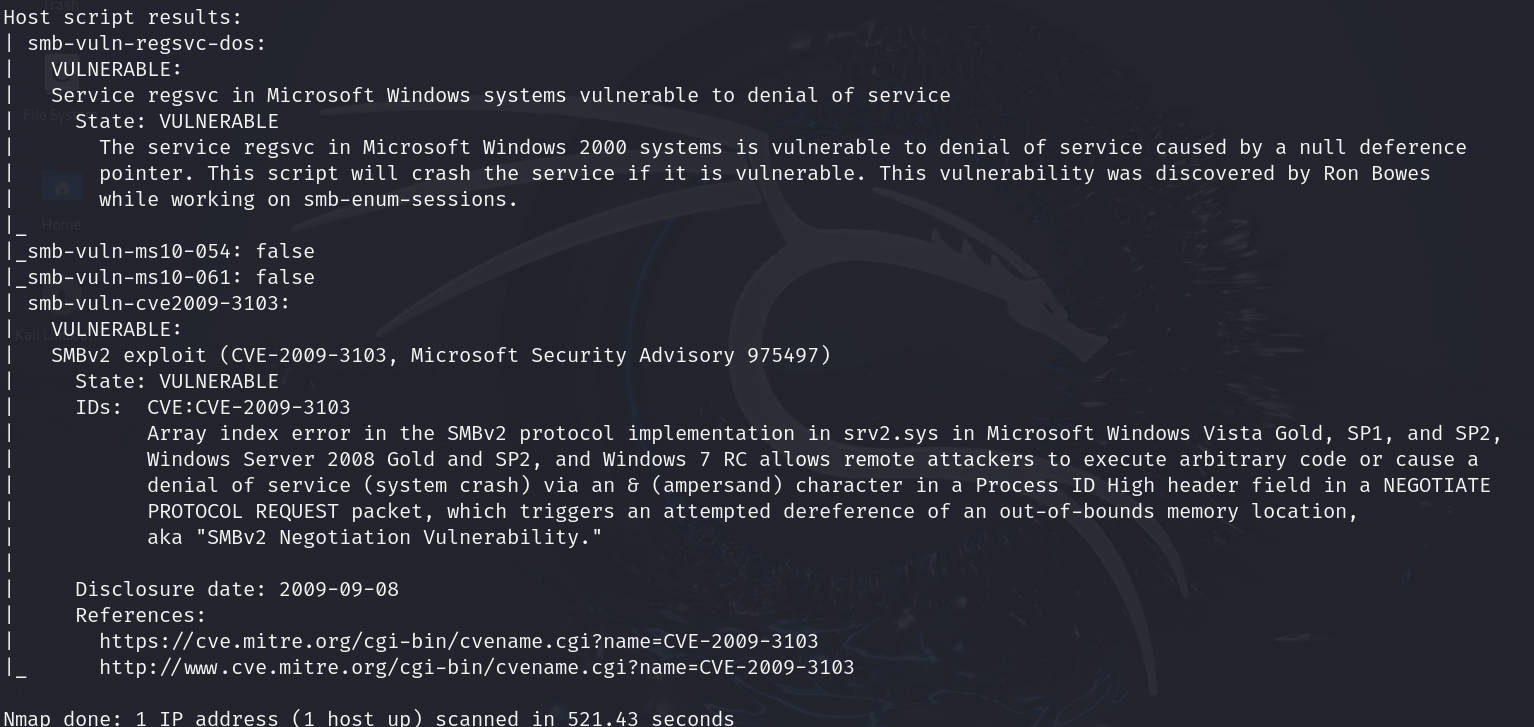 Host script results:
| smb-vuln-regsvc-dos:
|   VULNERABLE:
|   Service regsvc in Microsoft Windows systems vulnerable to denial of service
|     State: VULNERABLE
|       The service regsvc in Microsoft Windows 2000 systems is vulnerable to denial of service caused by a null deference
|       pointer. This script will crash the service if it is vulnerable. This vulnerability was discovered by Ron Bowes
|       while working on smb-enum-sessions.
|_
|_smb-vuln-ms10-054: false
|_smb-vuln-ms10-061: false
| smb-vuln-cve2009-3103:
|   VULNERABLE:
|   SMBv2 exploit (CVE-2009-3103, Microsoft Security Advisory 975497)
|     State: VULNERABLE
|     IDs:  CVE:CVE-2009-3103
|           Array index error in the SMBv2 protocol implementation in srv2.sys in Microsoft Windows Vista Gold, SP1, and SP2,
|           Windows Server 2008 Gold and SP2, and Windows 7 RC allows remote attackers to execute arbitrary code or cause a
|           denial of service (system crash) via an & (ampersand) character in a Process ID High header field in a NEGOTIATE
|           PROTOCOL REQUEST packet, which triggers an attempted dereference of an out-of-bounds memory location,
|           aka "SMBv2 Negotiation Vulnerability."
|
|     Disclosure date: 2009-09-08
|     References:
|       https://cve.mitre.org/cgi-bin/cvename.cgi?name=CVE-2009-3103
|_      http://www.cve.mitre.org/cgi-bin/cvename.cgi?name=CVE-2009-3103
Nmap done: 1 IP address (1 host up) scanned in 521.43 seconds
Trash
Home